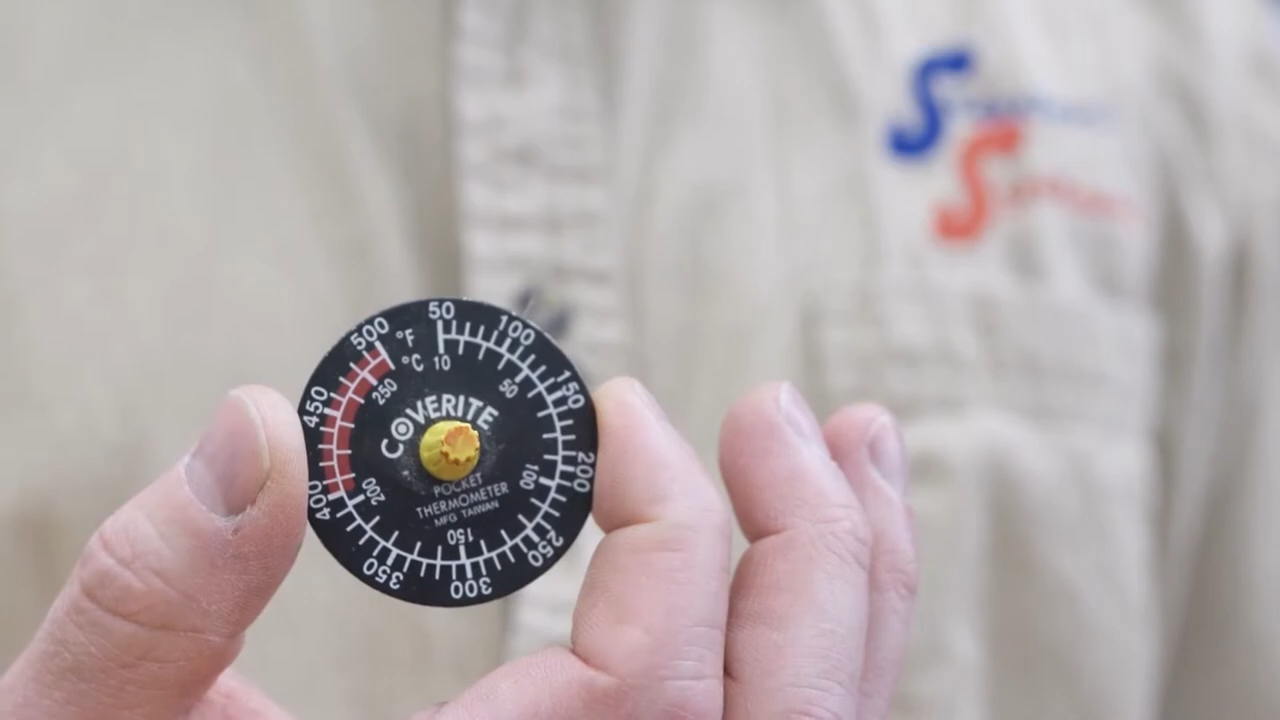 50
100
150
200
250
300
350
400
450
500
°F
°C 10
50
100
150
200
250
COVERITE
POCKET
THERMOMETER
MFG TAIWAN
S
S